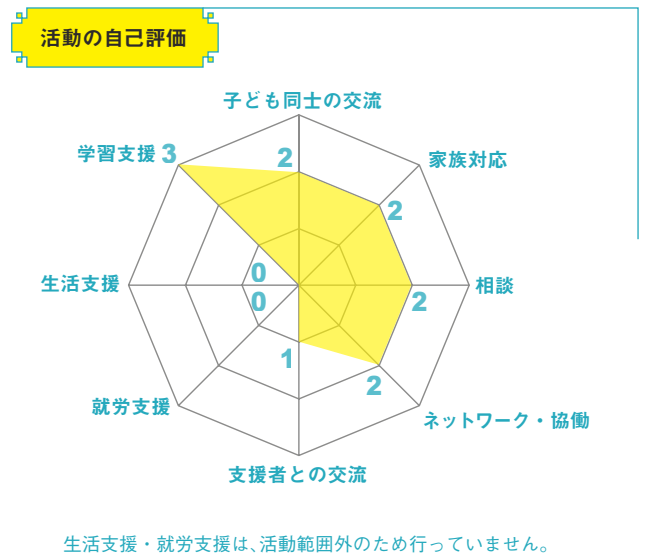 活動の自己評価
子ども同士の交流
学習支援 3
2
家族対応
2
生活支援
0
相談
0
2
1
2
就労支援
ネットワーク・協働
支援者との交流
生活支援・就労支援は、活動範囲外のため行っていません。